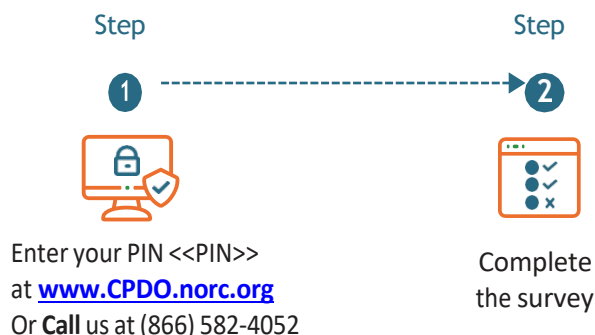 Step
1
Enter your PIN <<PIN>>
at www.CPDO.norc.org
Or Call us at (866) 582-4052
Step
2
Complete
the survey